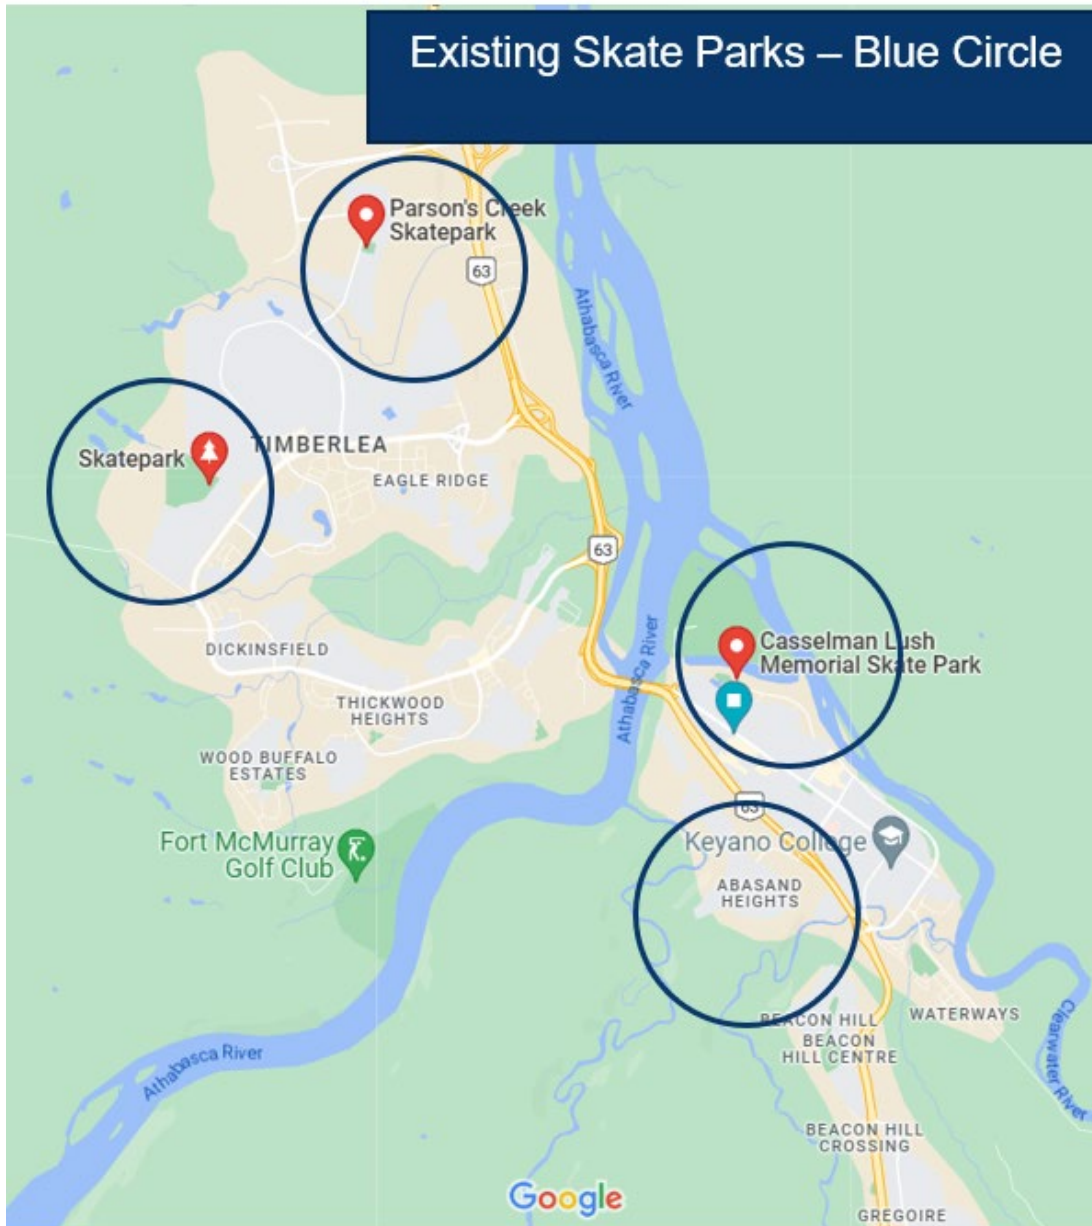 Existing Skate Parks – Blue Circle
Parson's Creek
Skatepark
63
Athabasca River
Skatepark
TIMBERLEA
EAGLE RIDGE
63
DICKINSFIELD
Athabasca River
Casselman Lush
Memorial Skate Park
THICKWOOD
HEIGHTS
WOOD BUFFALO
ESTATES
63
Fort McMurray
Golf Club
Keyano College
ABASAND
HEIGHTS
BEACON HILL
WATERWAYS
BEACON
HILL CENTRE
Athabasca River
Clearwater River
BEACON HILL
CROSSING
Google
GREGOIRE